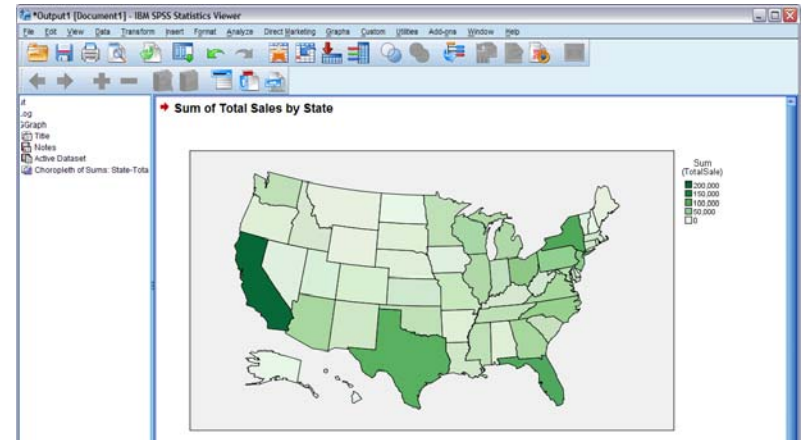 *Output1 [Document1] - IBM SPSS Statistics Viewer
File Edit View Data Transform Insert Format Analyze Direct Marketing Graphs Custom Utilities Add-ons Window Help
Log
Title
Notes
Active Dataset
Choropleth of Sums: State-Tota
Sum of Total Sales by State
Sum
(TotalSale)
200,000
150,000
100,000
50,000
0